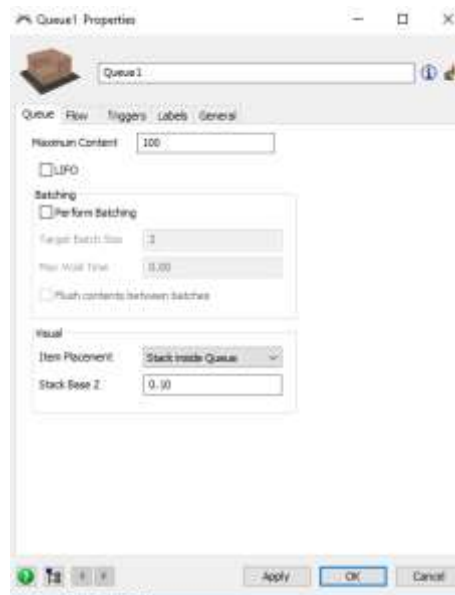 Queue1 Properties
Queue1
Queue Flow Triggers Labels General
Maximum Content 100
LIFO
Batching
Perform Batching
Target Batch Size 2
Max Wait Time 0.00
Flush contents between batches
Visual
Item Placement Stack inside Queue
Stack Base Z 0.10
Apply OK Cancel